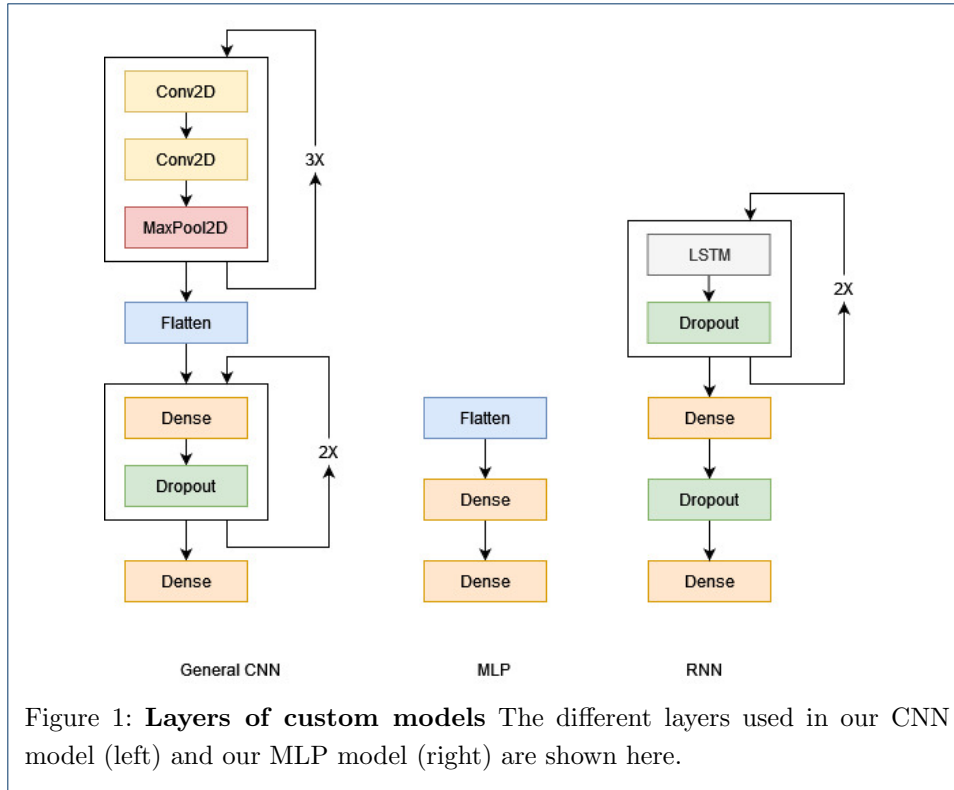 Conv2D
Conv2D
MaxPool2D
3X
Flatten
Dense
Dropout
2X
Dense
General CNN
Flatten
Dense
Dense
MLP
LSTM
Dropout
2X
Dense
Dropout
Dense
RNN
Figure 1: Layers of custom models The different layers used in our CNN
model (left) and our MLP model (right) are shown here.